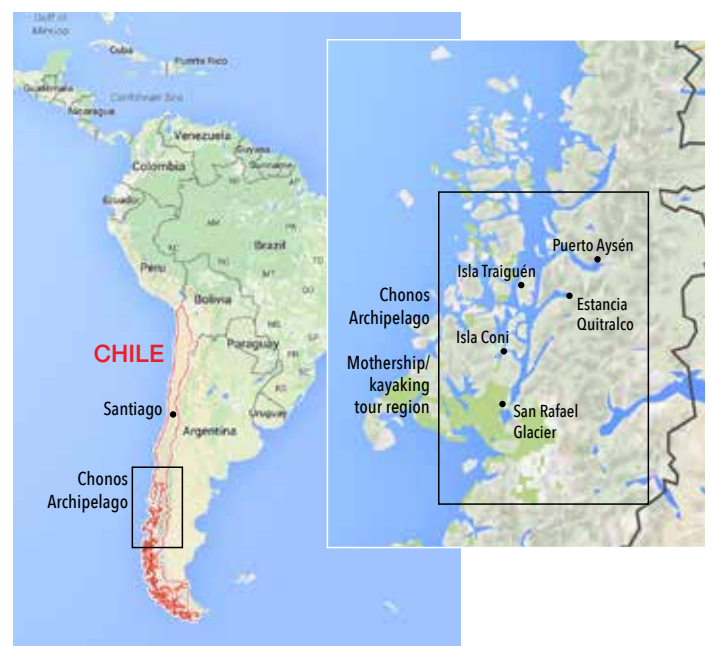 Gulf of
Mexico
Cuba
Puerto Rico
Guatemala
Caribbean Sea
Nicaragua
Venezuela
Guyana
Colombia
Suriname
Ecuador
Brazil
Peru
Bolivia
Paraguay
CHILE
Santiago
Uruguay
Argentina
Chonos
Archipelago
Puerto Aysén
Isla Traiguén
Chonos
Archipelago
Estancia
Quitralco
Isla Coni
Mothership/
kayaking
tour region
San Rafael
Glacier